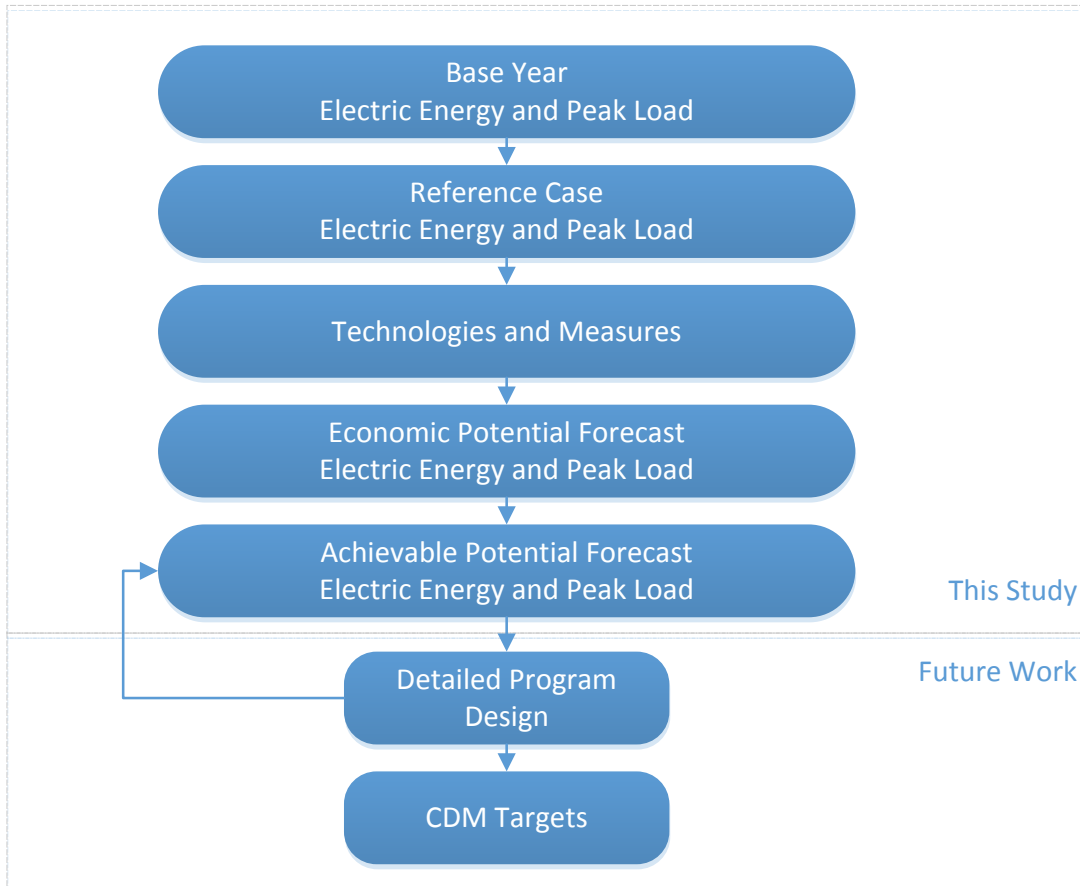 Base Year
Electric Energy and Peak Load
Reference Case
Electric Energy and Peak Load
Technologies and Measures
Economic Potential Forecast
Electric Energy and Peak Load
Achievable Potential Forecast
Electric Energy and Peak Load
This Study
Future Work
Detailed Program
Design
CDM Targets